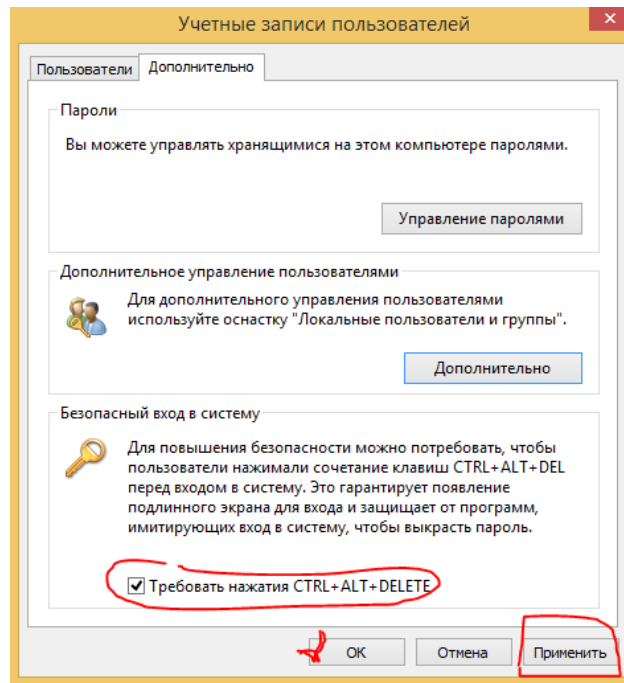 Учетные записи пользователей
Пользователи Дополнительно
Пароли
Вы можете управлять хранящимися на этом компьютере паролями.
Управление паролями
Дополнительное управление пользователями
Для дополнительного управления пользователями
используйте оснастку "Локальные пользователи и группы".
Дополнительно
Безопасный вход в систему
Для повышения безопасности можно потребовать, чтобы
пользователи нажимали сочетание клавиш CTRL+ALT+DEL
перед входом в систему. Это гарантирует появление
подлинного экрана для входа и защищает от программ,
имитирующих вход в систему, чтобы выкрасть пароль.
Требовать нажатия CTRL+ALT+DELETE
ОК Отмена Применить